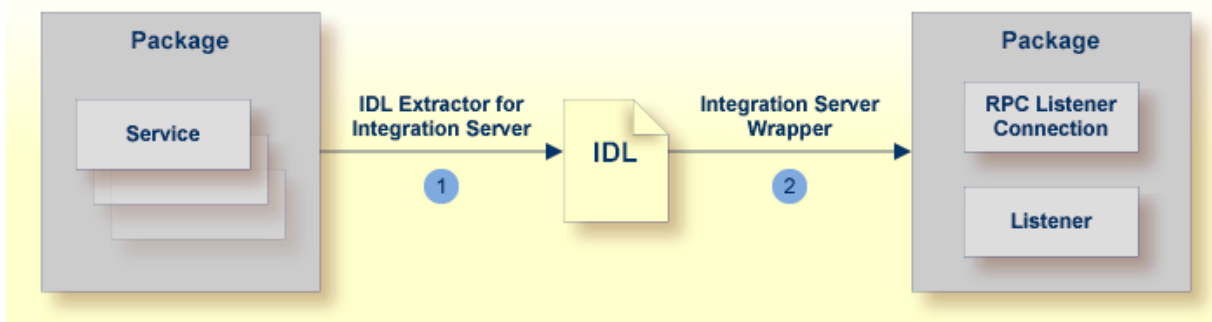 Package
Service
IDL Extractor for
Integration Server
1
IDL
Integration Server
Wrapper
2
Package
RPC Listener
Connection
Listener